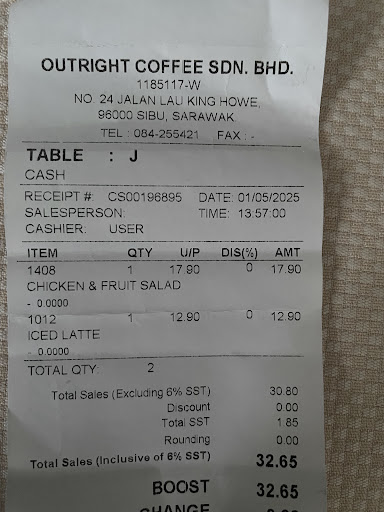 OUTRIGHT COFFEE SDN. BHD.
1185117-W
NO. 24 JALAN LAU KING HOWE,
96000 SIBU, SARAWAK.
TEL : 084-255421 FAX : -
TABLE : J
CASH
RECEIPT #: CS00196895 DATE: 01/05/2025
SALESPERSON: TIME: 13:57:00
CASHIER: USER
ITEM QTY U/P DIS(%) AMT
1408 1 17.90 0 17.90
CHICKEN & FRUIT SALAD
- 0.0000
1012 1 12.90 0 12.90
ICED LATTE
- 0.0000
TOTAL QTY: 2
Total Sales (Excluding 6% SST) 30.80
Discount 0.00
Total SST 1.85
Rounding 0.00
Total Sales (Inclusive of 6% SST) 32.65
BOOST 32.65
CHANGE